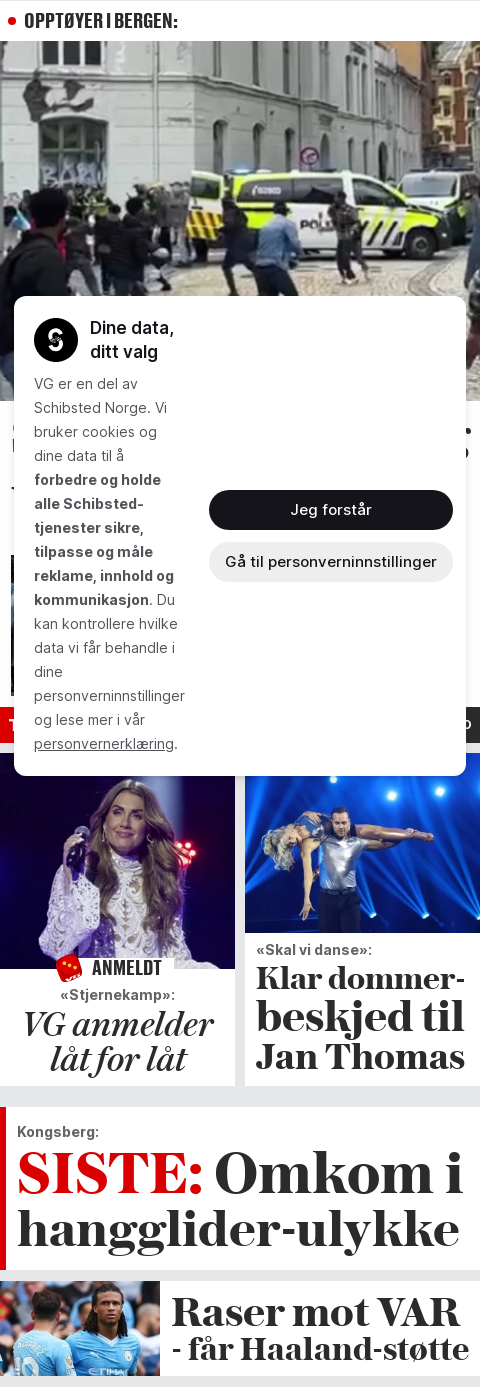 OPPTØYER I BERGEN:
Dine data,
ditt valg
VG er en del av
Schibsted Norge. Vi
bruker cookies og
dine data til å
forbedre og holde
alle Schibsted-
tjenester sikre,
tilpasse og måle
reklame, innhold og
kommunikasjon. Du
kan kontrollere hvilke
data vi får behandle i
dine
personverninnstillinger
og lese mer i vår
personvernerklæring.
Jeg forstår
Gå til personverninnstillinger
ANMELDT
«Stjernekamp»:
VG anmelder
låt for låt
«Skal vi danse»:
Klar dommer-
beskjed til
Jan Thomas
Kongsberg:
SISTE: Omkom i
hangglider-ulykke
Raser mot VAR
- får Haaland-støtte